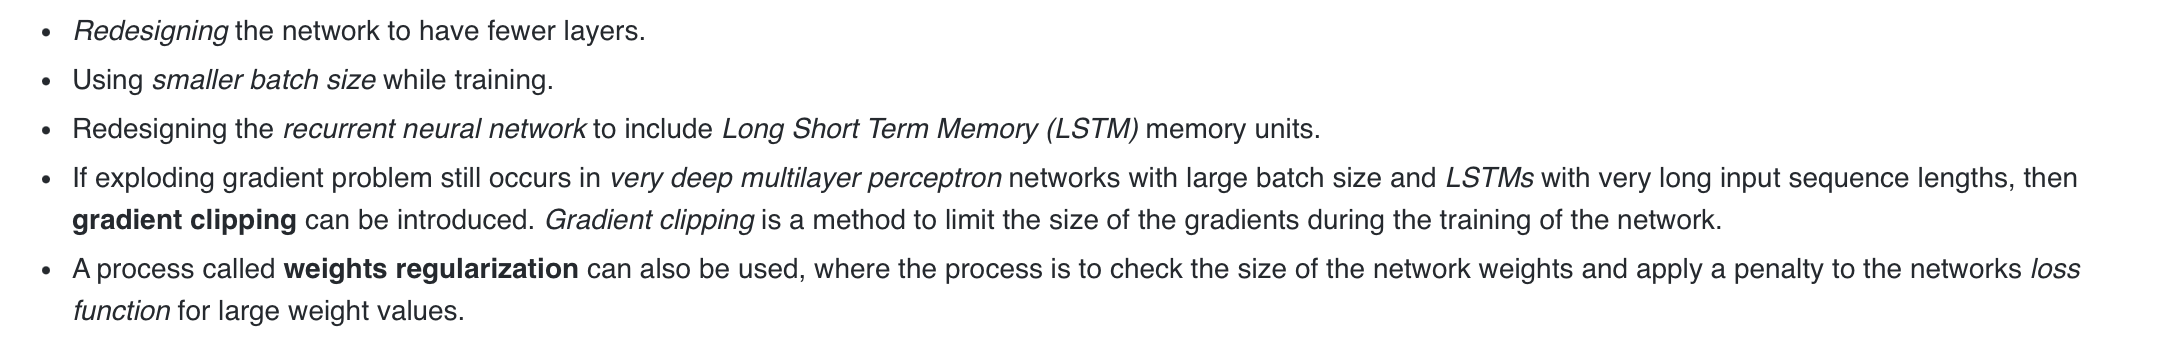 • Redesigning the network to have fewer layers.
• Using smaller batch size while training.
• Redesigning the recurrent neural network to include Long Short Term Memory (LSTM) memory units.
• If exploding gradient problem still occurs in very deep multilayer perceptron networks with large batch size and LSTMs with very long input sequence lengths, then
gradient clipping can be introduced. Gradient clipping is a method to limit the size of the gradients during the training of the network.
• A process called weights regularization can also be used, where the process is to check the size of the network weights and apply a penalty to the networks loss
function for large weight values.